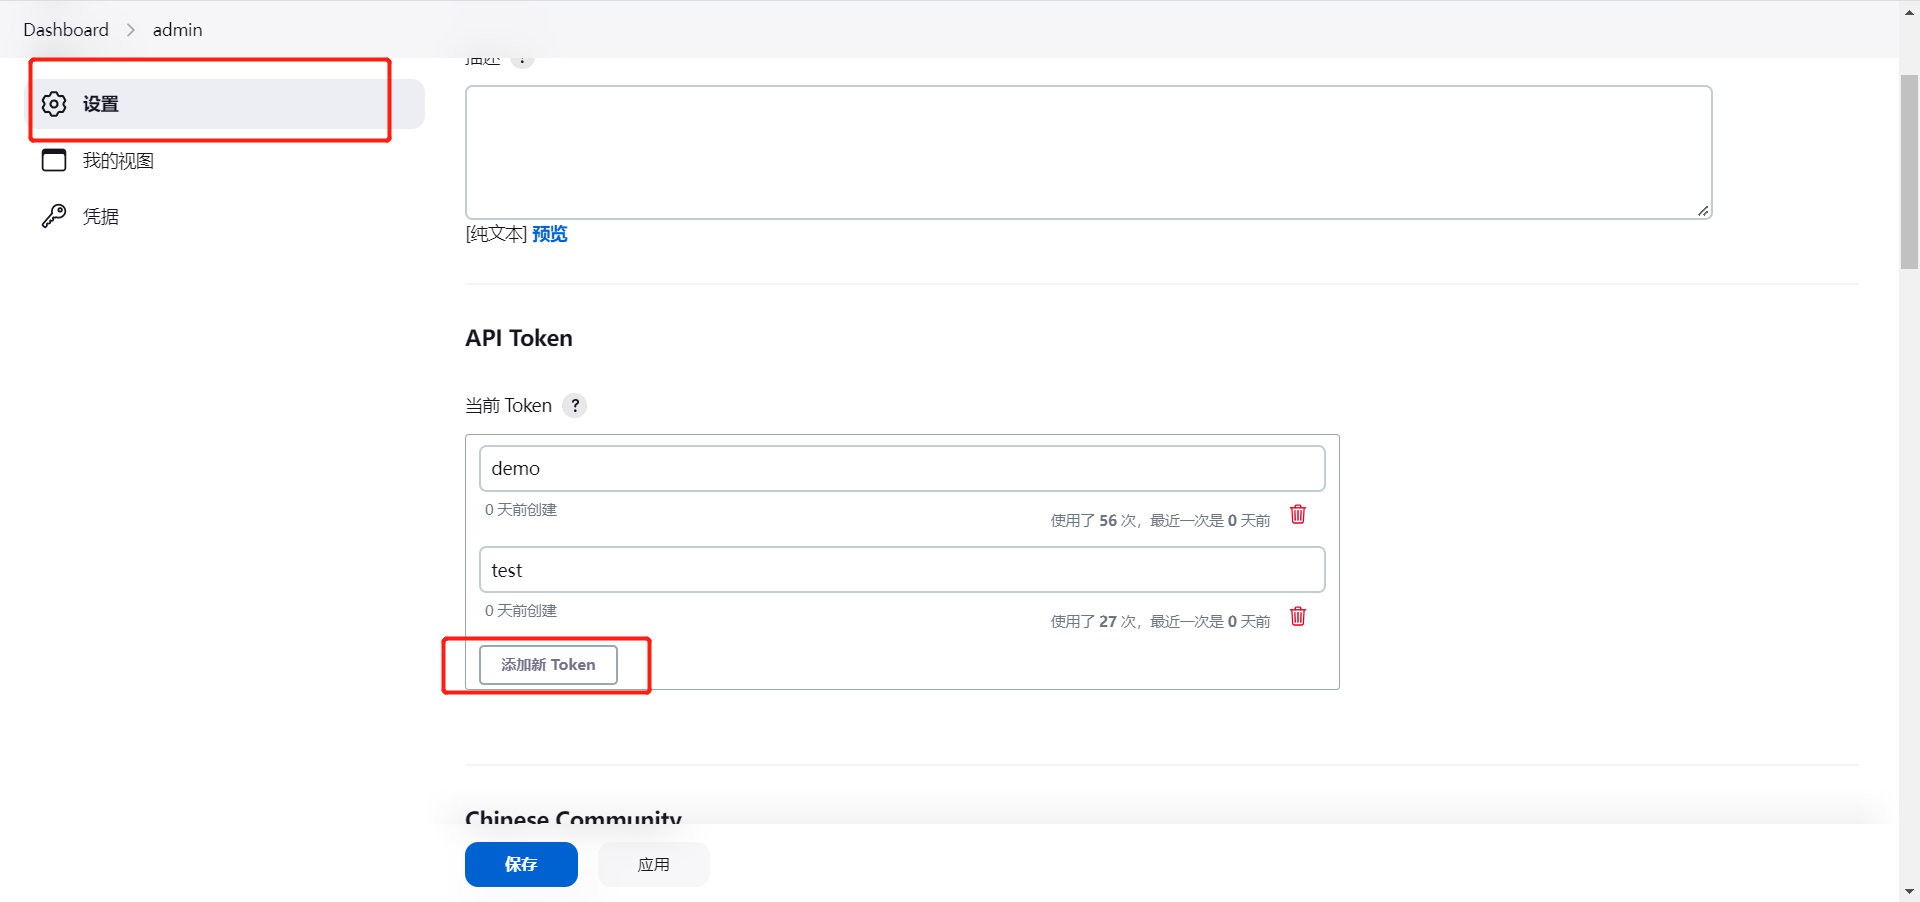 Dashboard > admin
设置
我的视图
凭据
描述 ?
[纯文本] 预览
API Token
当前 Token ?
demo
0 天前创建
使用了 56 次，最近一次是 0 天前
test
0 天前创建
使用了 27 次，最近一次是 0 天前
添加新 Token
Chinese Community
保存
应用